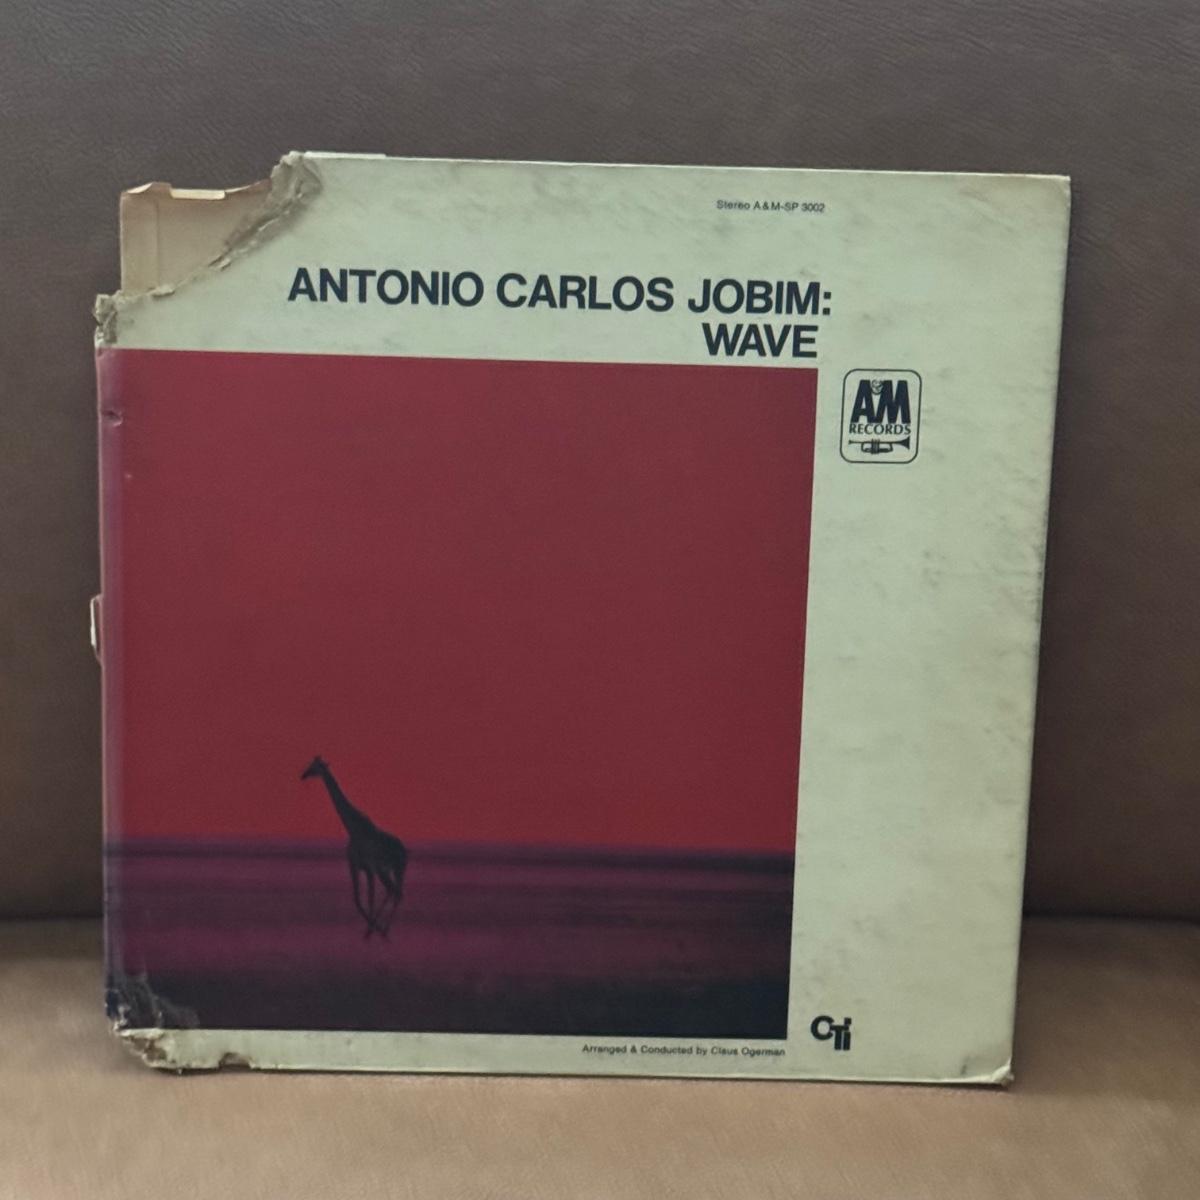 Stereo A&M-SP 3002
ANTONIO CARLOS JOBIM:
WAVE
A&M
RECORDS
CTi
Arranged & Conducted by Claus Ogerman